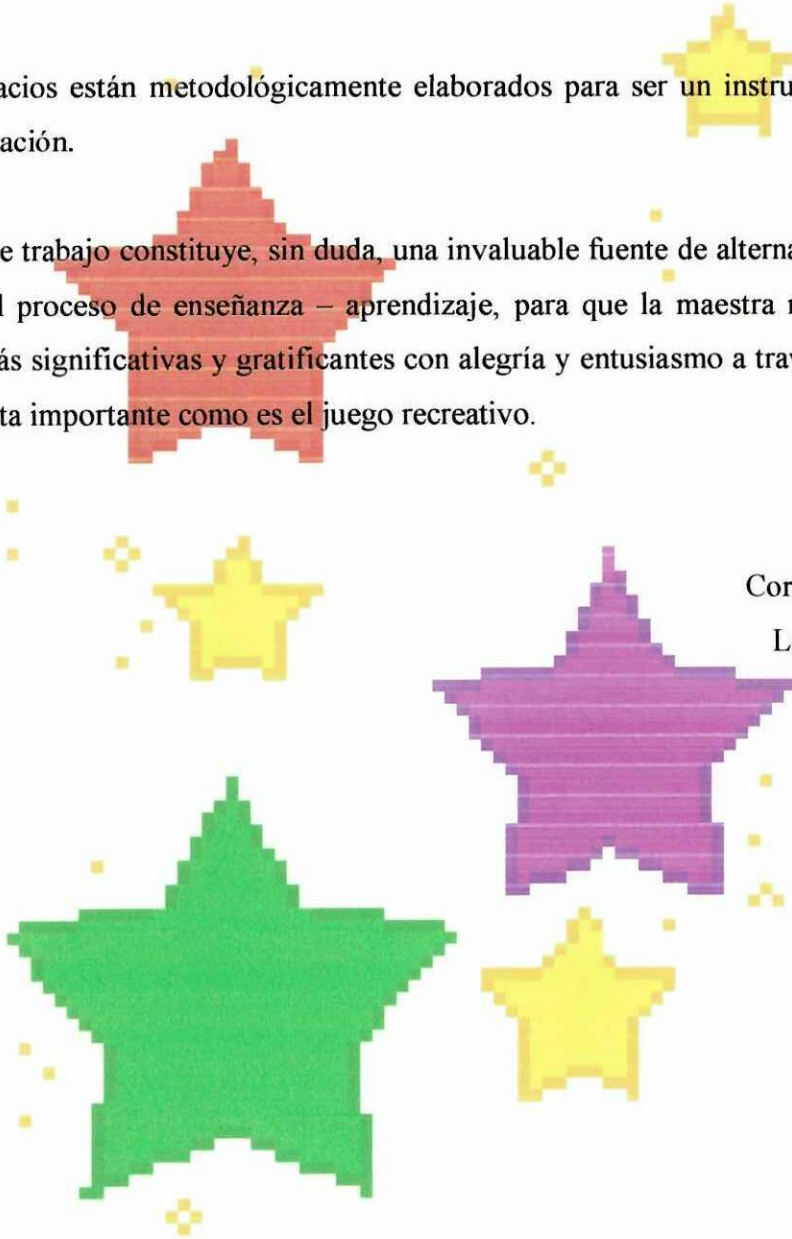 acios están metodológicamente elaborados para ser un instru
ación.
e trabajo constituye, sin duda, una invaluable fuente de alterna
l proceso de enseñanza – aprendizaje, para que la maestra r
ás significativas y gratificantes con alegría y entusiasmo a trav
ta importante como es el juego recreativo.
Cor
L